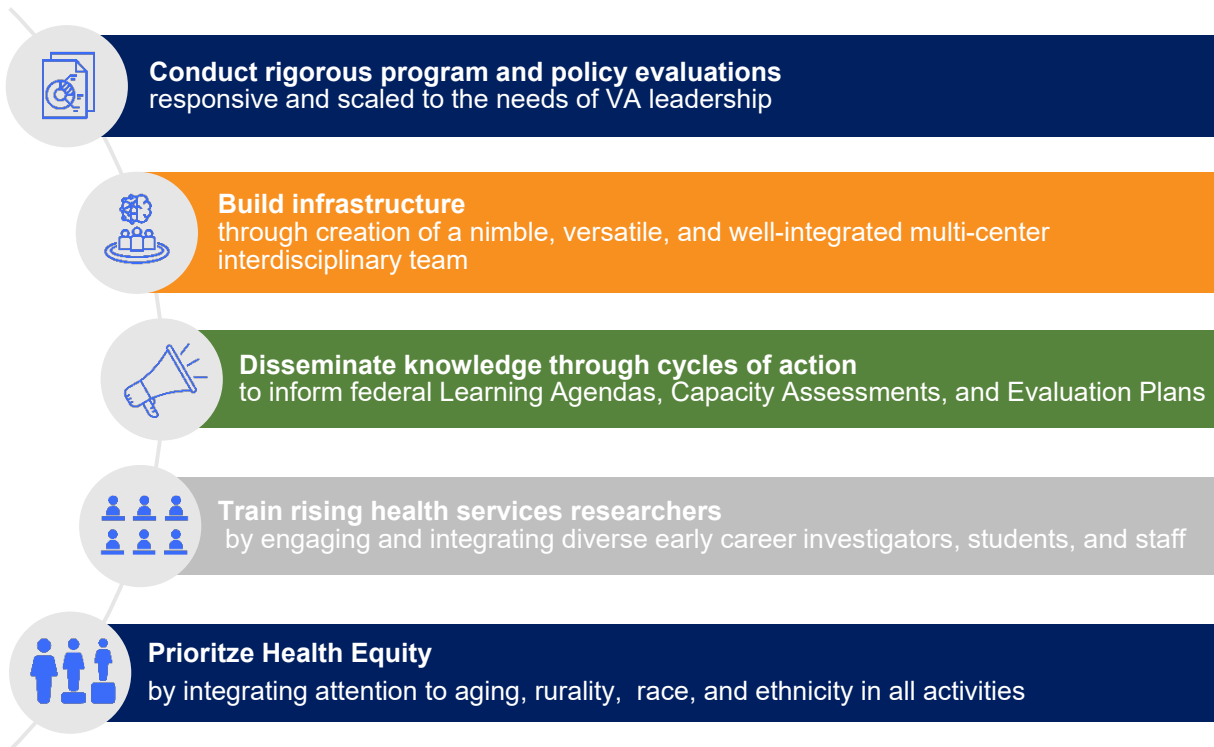 Conduct rigorous program and policy evaluations
responsive and scaled to the needs of VA leadership
Build infrastructure
through creation of a nimble, versatile, and well-integrated multi-center
interdisciplinary team
Disseminate knowledge through cycles of action
to inform federal Learning Agendas, Capacity Assessments, and Evaluation Plans
Train rising health services researchers
by engaging and integrating diverse early career investigators, students, and staff
Prioritze Health Equity
by integrating attention to aging, rurality,  race, and ethnicity in all activities